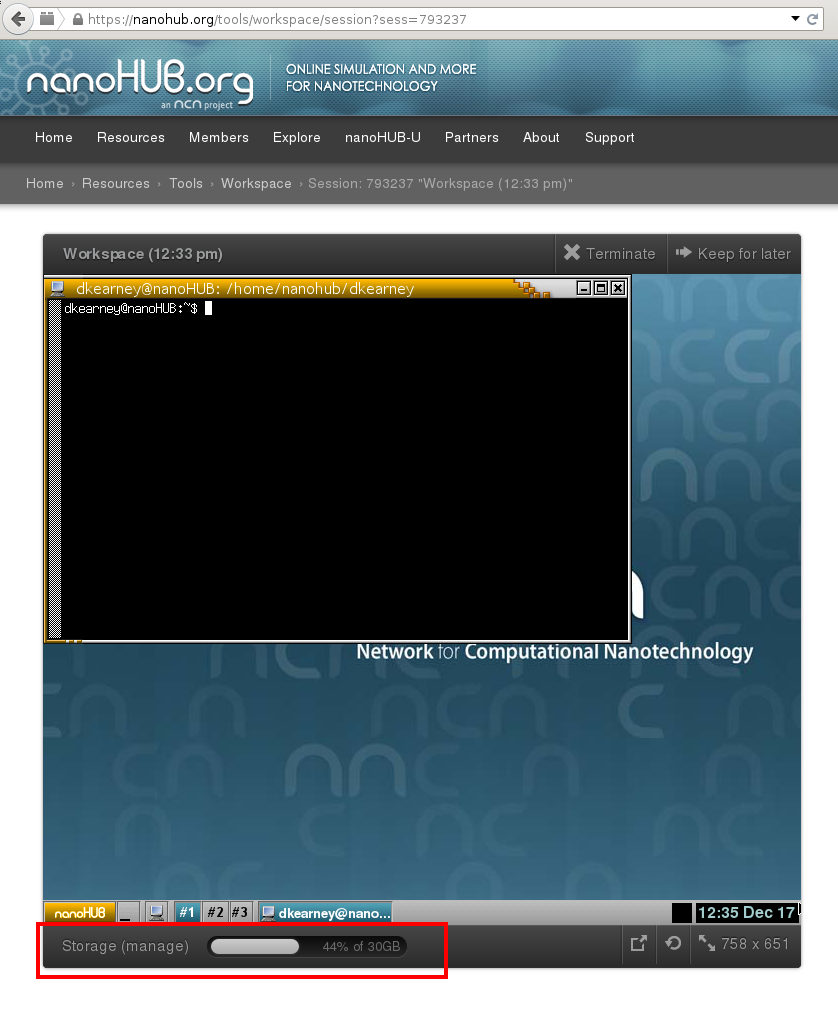 https://nanohub.org/tools/workspace/session?sess=793237
nanoHUB.org
an ncn project
ONLINE SIMULATION AND MORE
FOR NANOTECHNOLOGY
Home Resources Members Explore nanoHUB-U Partners About Support
Home › Resources › Tools › Workspace › Session: 793237 "Workspace (12:33 pm)"
Workspace (12:33 pm) Terminate Keep for later
dkearney@nanoHUB: /home/nanohub/dkearney
dkearney@nanoHUB:~$
Network for Computational Nanotechnology
nanoHUB #1 #2 #3 dkearney@nano... 12:35 Dec 17
Storage (manage) 44% of 30GB 758 x 651